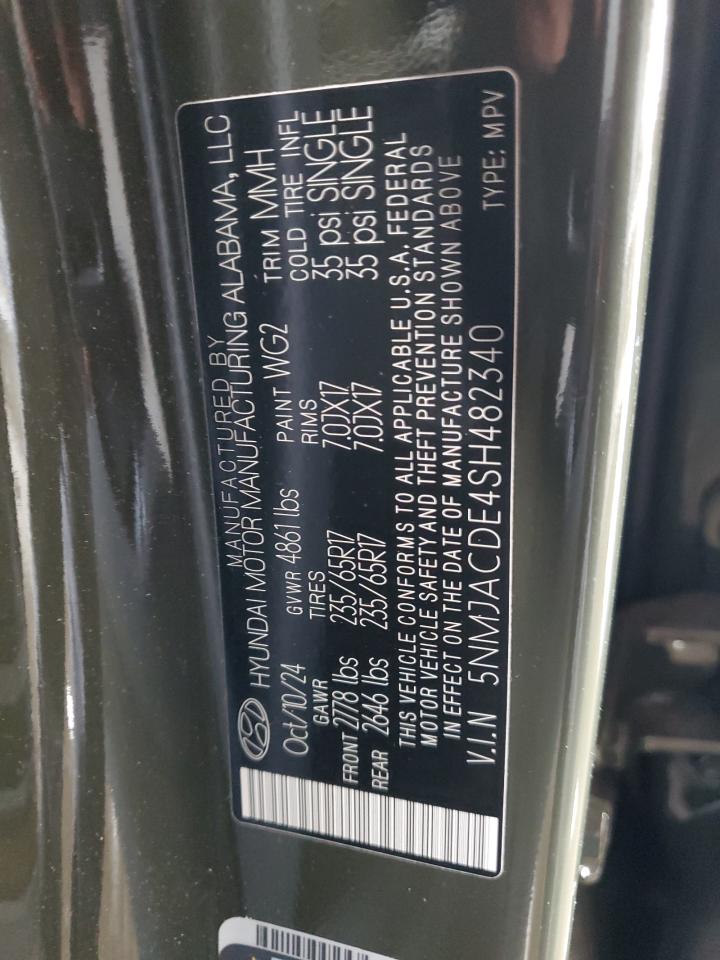 MANUFACTURED BY
HYUNDAI MOTOR MANUFACTURING ALABAMA, LLC
Oct/10/24 GVWR 4861 lbs PAINT WG2 TRIM MMH
GAWR TIRES RIMS COLD TIRE INFL
FRONT 2778 lbs 235/65R17 7.0JX17 35 psi SINGLE
REAR 2646 lbs 235/65R17 7.0JX17 35 psi SINGLE
THIS VEHICLE CONFORMS TO ALL APPLICABLE U.S.A. FEDERAL
MOTOR VEHICLE SAFETY AND THEFT PREVENTION STANDARDS
IN EFFECT ON THE DATE OF MANUFACTURE SHOWN ABOVE
V.I.N 5NMJACDE4SH482340 TYPE: MPV